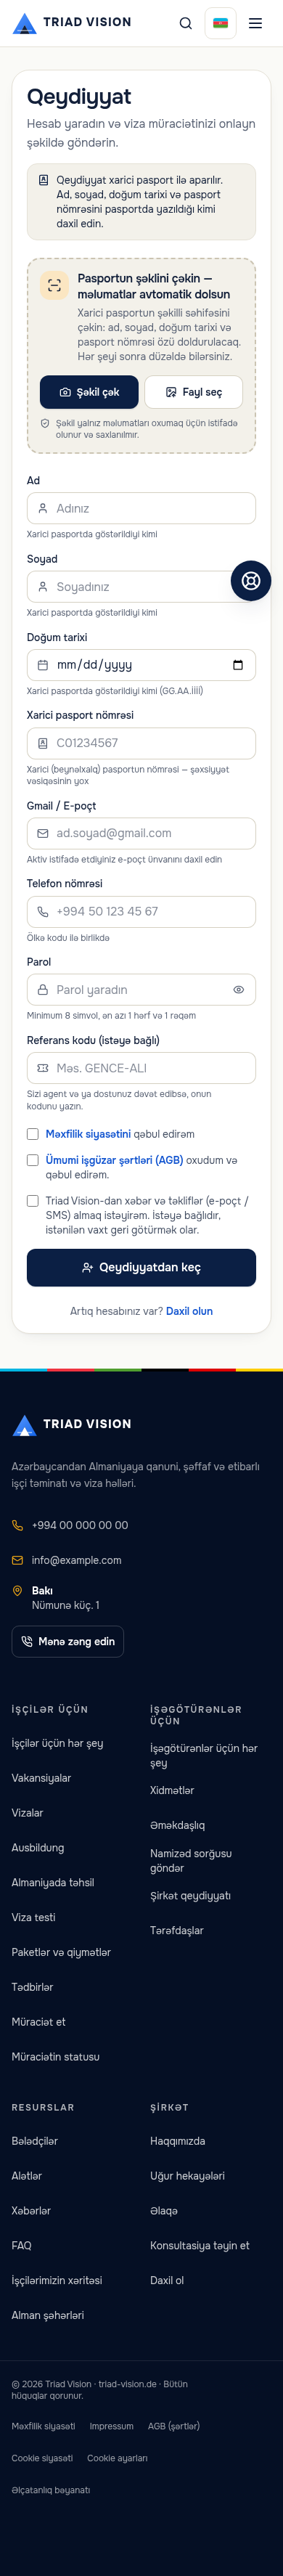 TRIAD VISION
Qeydiyyat
Hesab yaradın və viza müraciətinizi onlayn
şəkildə göndərin.
Qeydiyyat xarici pasport ilə aparılır.
Ad, soyad, doğum tarixi və pasport
nömrəsini pasportda yazıldığı kimi
daxil edin.
Pasportun şəklini çəkin —
məlumatlar avtomatik dolsun
Xarici pasportun şəkilli səhifəsini
çəkin: ad, soyad, doğum tarixi və
pasport nömrəsi özü doldurulacaq.
Hər şeyi sonra düzəldə bilərsiniz.
Şəkil çək
Fayl seç
Şəkil yalnız məlumatları oxumaq üçün istifadə
olunur və saxlanılmır.
Ad
Adınız
Xarici pasportda göstərildiyi kimi
Soyad
Soyadınız
Xarici pasportda göstərildiyi kimi
Doğum tarixi
mm/dd/yyyy
Xarici pasportda göstərildiyi kimi (GG.AA.İİİİ)
Xarici pasport nömrəsi
C01234567
Xarici (beynəlxalq) pasportun nömrəsi — şəxsiyyət
vəsiqəsinin yox
Gmail / E-poçt
ad.soyad@gmail.com
Aktiv istifadə etdiyiniz e-poçt ünvanını daxil edin
Telefon nömrəsi
+994 50 123 45 67
Ölkə kodu ilə birlikdə
Parol
Parol yaradın
Minimum 8 simvol, ən azı 1 hərf və 1 rəqəm
Referans kodu (istəyə bağlı)
Məs. GENCE-ALI
Sizi agent və ya dostunuz dəvət edibsə, onun
kodunu yazın.
Məxfilik siyasətini qəbul edirəm
Ümumi işgüzar şərtləri (AGB) oxudum və
qəbul edirəm.
Triad Vision-dan xəbər və təkliflər (e-poçt /
SMS) almaq istəyirəm. İstəyə bağlıdır,
istənilən vaxt geri götürmək olar.
Qeydiyyatdan keç
Artıq hesabınız var? Daxil olun
TRIAD VISION
Azərbaycandan Almaniyaya qanuni, şəffaf və etibarlı
işçi təminatı və viza həlləri.
+994 00 000 00 00
info@example.com
Bakı
Nümunə küç. 1
Mənə zəng edin
İŞÇİLƏR ÜÇÜN
İşçilər üçün hər şey
Vakansiyalar
Vizalar
Ausbildung
Almaniyada təhsil
Viza testi
Paketlər və qiymətlər
Tədbirlər
Müraciət et
Müraciətin statusu
İŞƏGÖTÜRƏNLƏR
ÜÇÜN
İşəgötürənlər üçün hər
şey
Xidmətlər
Əməkdaşlıq
Namizəd sorğusu
göndər
Şirkət qeydiyyatı
Tərəfdaşlar
RESURSLAR
Bələdçilər
Alətlər
Xəbərlər
FAQ
İşçilərimizin xəritəsi
Alman şəhərləri
ŞİRKƏT
Haqqımızda
Uğur hekayələri
Əlaqə
Konsultasiya təyin et
Daxil ol
© 2026 Triad Vision · triad-vision.de · Bütün
hüquqlar qorunur.
Məxfilik siyasəti Impressum AGB (şərtlər)
Cookie siyasəti Cookie ayarları
Əlçatanlıq bəyanatı